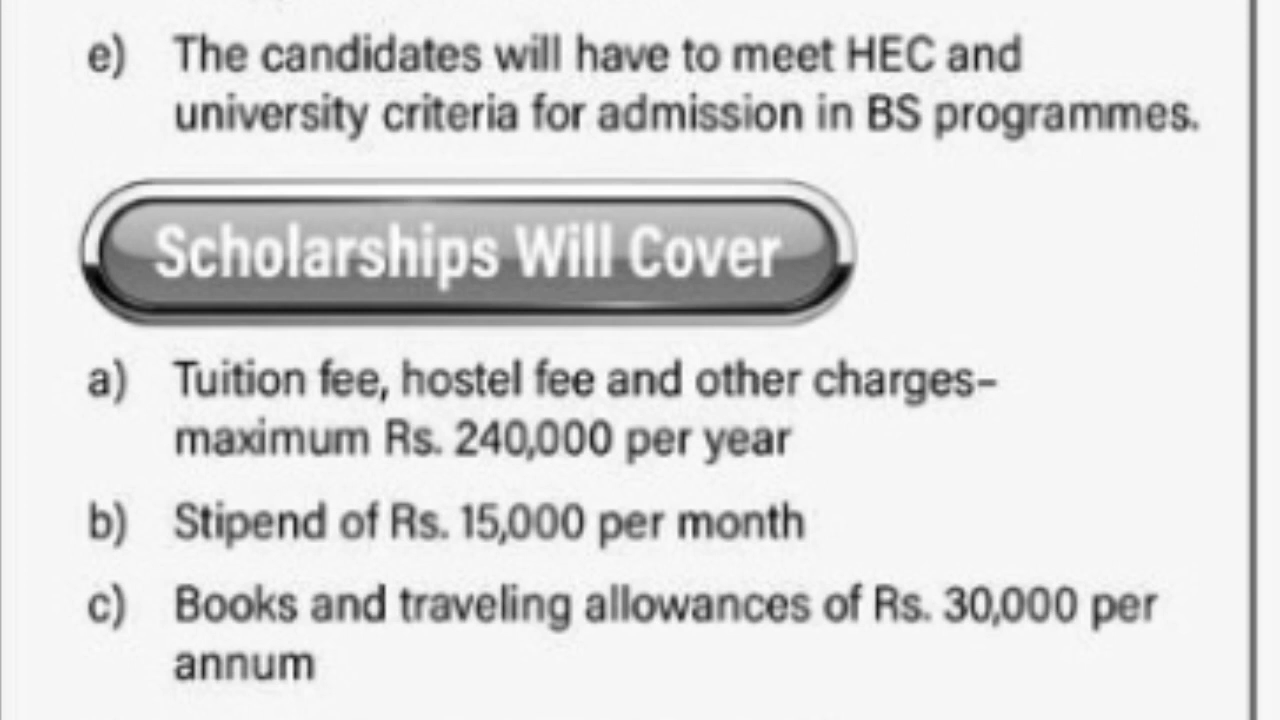 e) The candidates will have to meet HEC and
university criteria for admission in BS programmes.
Scholarships Will Cover
a) Tuition fee, hostel fee and other charges–
maximum Rs. 240,000 per year
b) Stipend of Rs. 15,000 per month
c) Books and traveling allowances of Rs. 30,000 per
annum